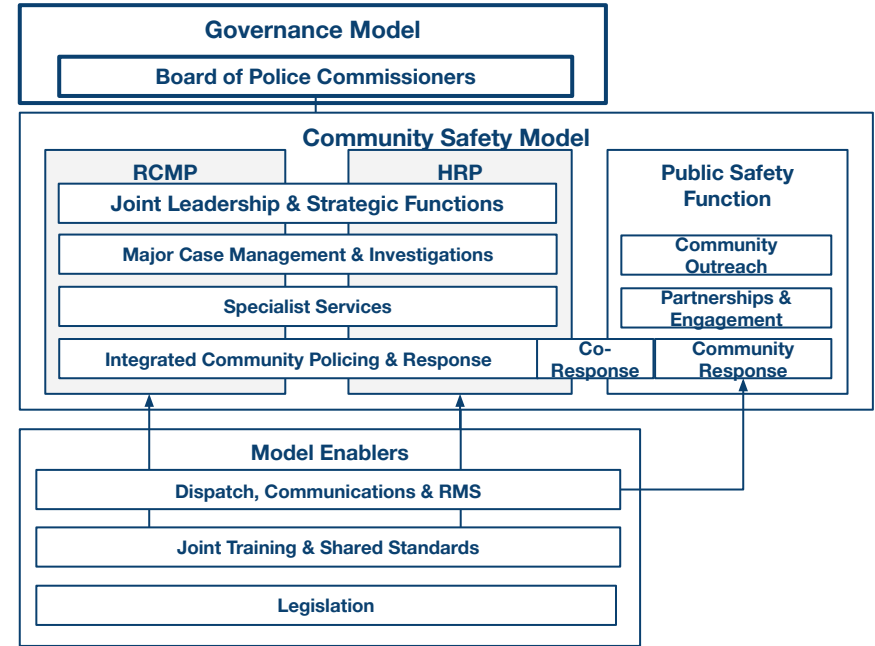 Governance Model
Board of Police Commissioners
Community Safety Model
RCMP
HRP
Joint Leadership & Strategic Functions
Major Case Management & Investigations
Specialist Services
Integrated Community Policing & Response
Co-
Response
Public Safety
Function
Community
Outreach
Partnerships &
Engagement
Community
Response
Model Enablers
Dispatch, Communications & RMS
Joint Training & Shared Standards
Legislation